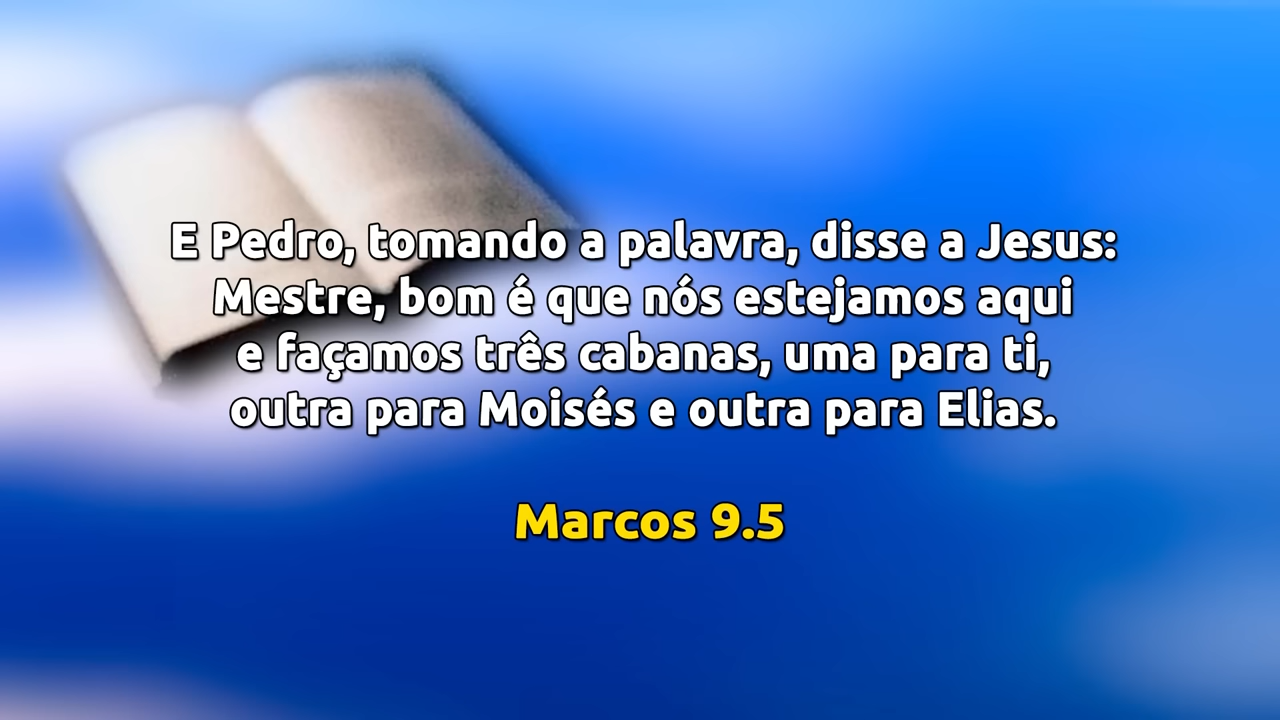 E Pedro, tomando a palavra, disse a Jesus:
Mestre, bom é que nós estejamos aqui
e façamos três cabanas, uma para ti,
outra para Moisés e outra para Elias.
Marcos 9.5